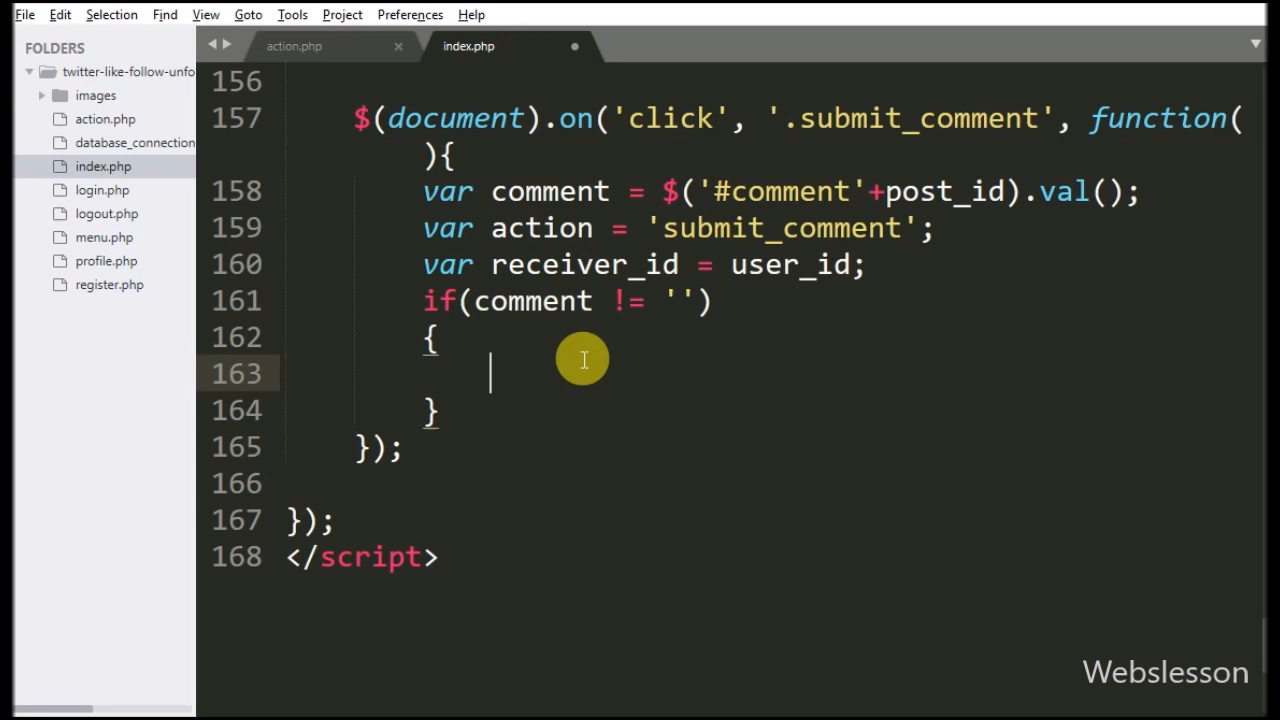 File Edit Selection Find View Goto Tools Project Preferences Help
FOLDERS
twitter-like-follow-unfo
images
action.php
database_connection
index.php
login.php
logout.php
menu.php
profile.php
register.php
action.php × index.php
156
157 $(document).on('click', '.submit_comment', function(
){
158 var comment = $('#comment'+post_id).val();
159 var action = 'submit_comment';
160 var receiver_id = user_id;
161 if(comment != '')
162 {
163
164 }
165 });
166
167 });
168 </script>
Webslesson